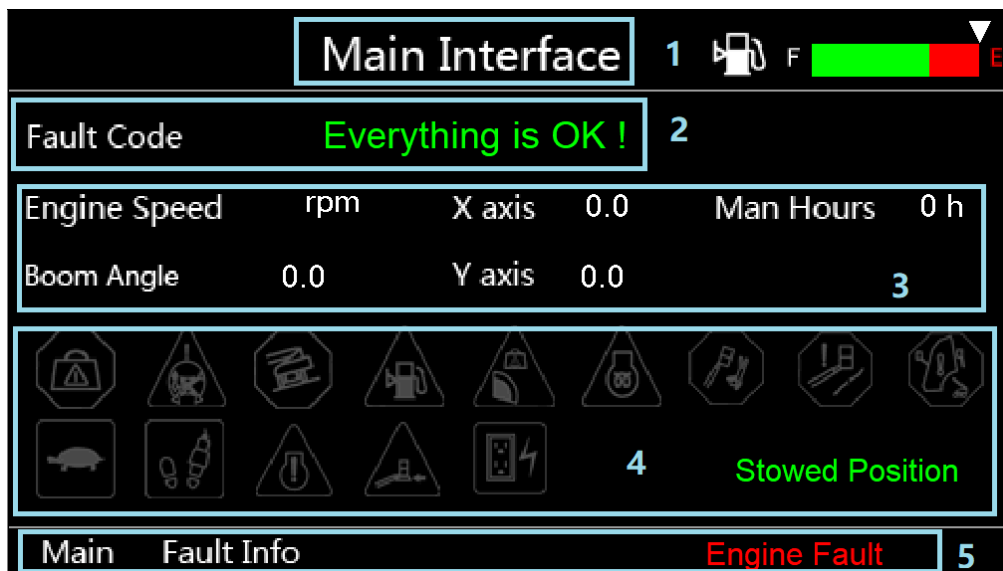 Main Interface 1 F E
Fault Code Everything is OK ! 2
Engine Speed rpm X axis 0.0 Man Hours 0 h
Boom Angle 0.0 Y axis 0.0 3
4 Stowed Position
Main Fault Info Engine Fault 5